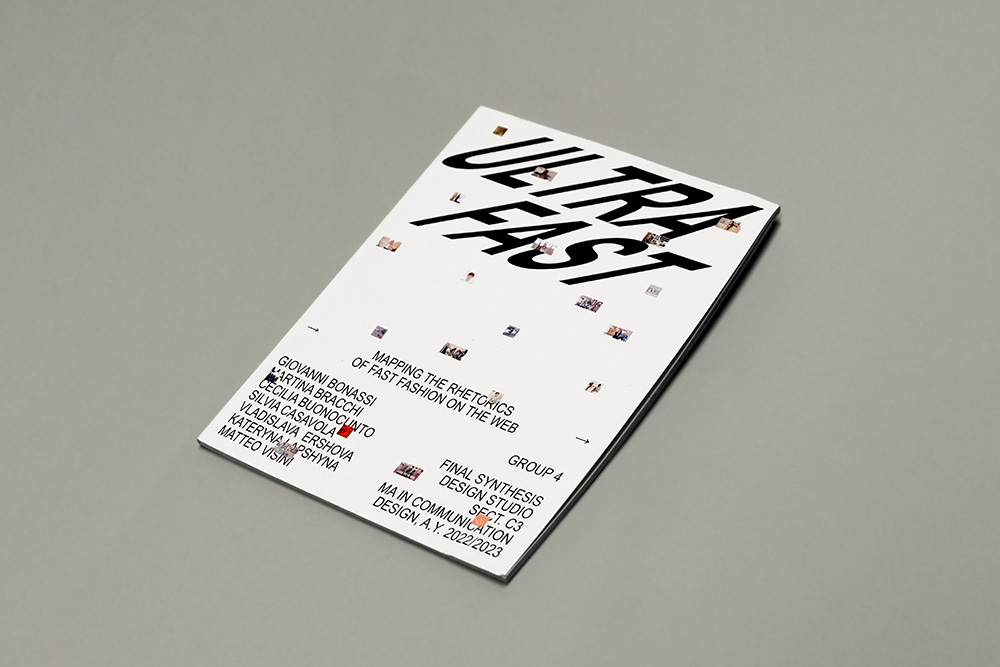 ULTRA
FAST
→
MAPPING THE RHETORICS
OF FAST FASHION ON THE WEB
→
GIOVANNI BONASSI
MARTINA BRACCHI
CECILIA BUONOCUNTO
SILVIA CASAVOLA
VLADISLAVA ERSHOVA
KATERYNA
MATTEO VISINI
GROUP 4
FINAL SYNTHESIS
DESIGN STUDIO
SECT. C3
MA IN COMMUNICATION
DESIGN, A.Y. 2022/2023